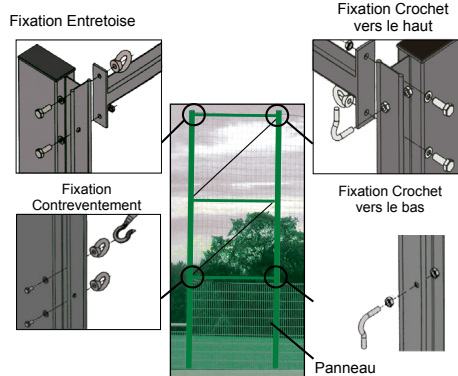 Fixation Entretoise
Fixation Crochet
vers le haut
Fixation
Contreventement
Fixation Crochet
vers le bas
Panneau